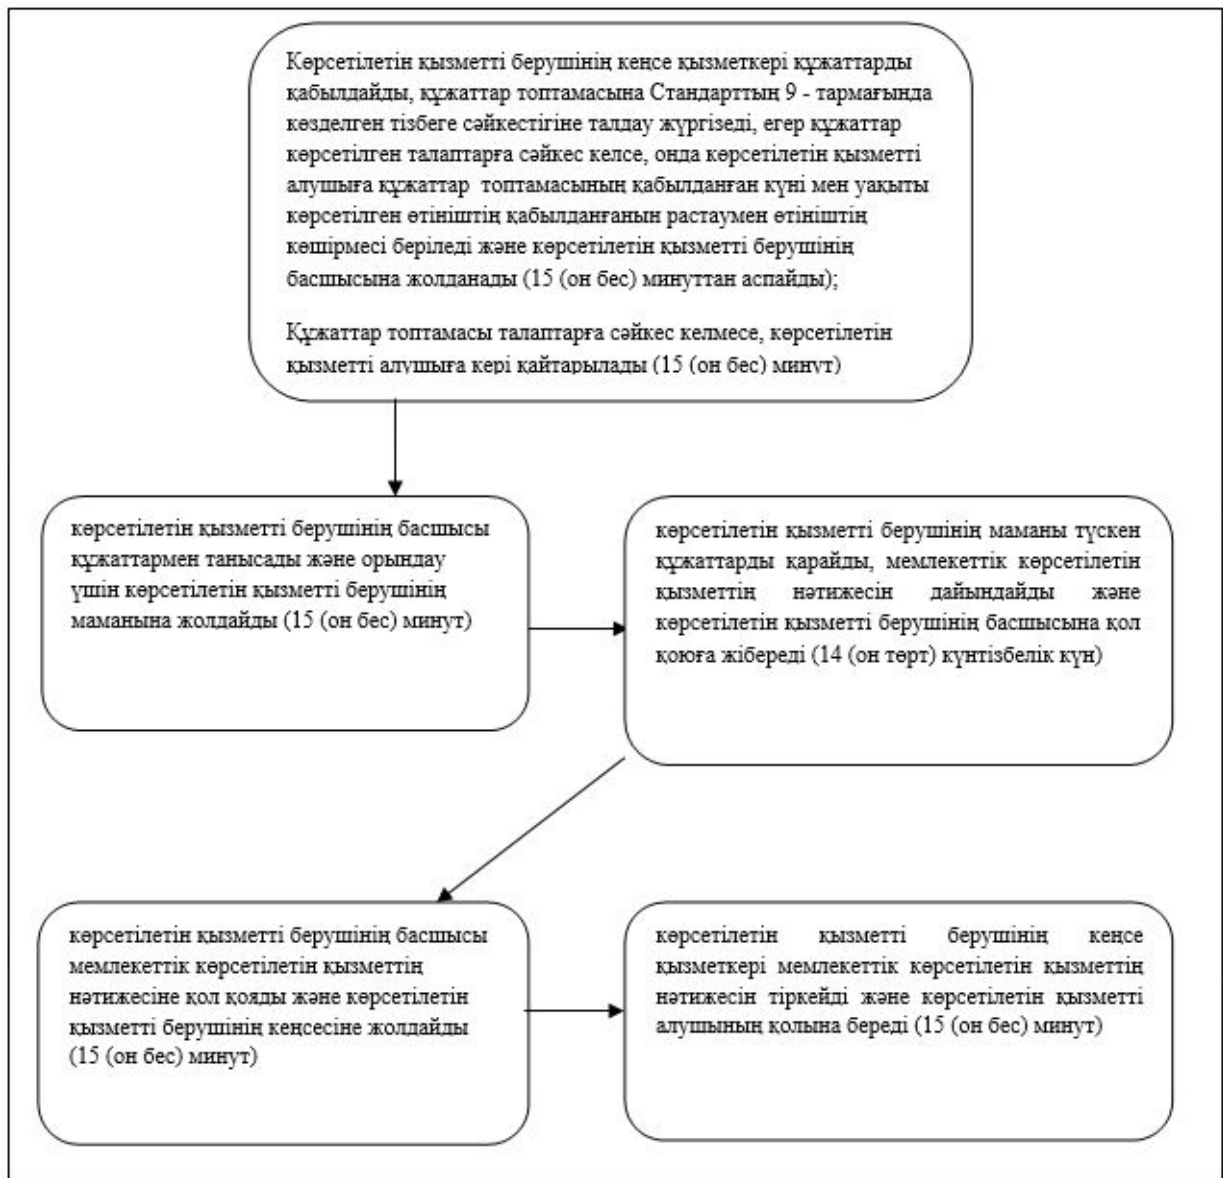 Көрсетілетін қызметті берушінің кеңсе қызметкері құжаттарды
қабылдайды, құжаттар топтамасына Стандарттың 9 - тармағында
көзделген тізбеге сәйкестігіне талдау жүргізеді, егер құжаттар
көрсетілген талаптарға сәйкес келсе, онда көрсетілетін қызметті
алушыға құжаттар топтамасының қабылданған күні мен уақыты
көрсетілген өтініштің қабылданғанын растаумен өтініштің
көшірмесі беріледі және көрсетілетін қызметті берушінің
басшысына жолданады (15 (он бес) минуттан аспайды);
Құжаттар топтамасы талаптарға сәйкес келмесе, көрсетілетін
қызметті алушыға кері қайтарылады (15 (он бес) минут)
көрсетілетін қызметті берушінің басшысы
құжаттармен танысады және орындау
үшін көрсетілетін қызметті берушінің
маманына жолдайды (15 (он бес) минут)
көрсетілетін қызметті берушінің маманы түскен
құжаттарды қарайды, мемлекеттік көрсетілетін
қызметтің нәтижесін дайындайды және
көрсетілетін қызметті берушінің басшысына қол
қоюға жібереді (14 (он төрт) күнтізбелік күн)
көрсетілетін қызметті берушінің басшысы
мемлекеттік көрсетілетін қызметтің
нәтижесіне қол қояды және көрсетілетін
қызметті берушінің кеңсесіне жолдайды
(15 (он бес) минут)
көрсетілетін қызметті берушінің кеңсе
қызметкері мемлекеттік көрсетілетін қызметтің
нәтижесін тіркейді және көрсетілетін қызметті
алушының қолына береді (15 (он бес) минут)